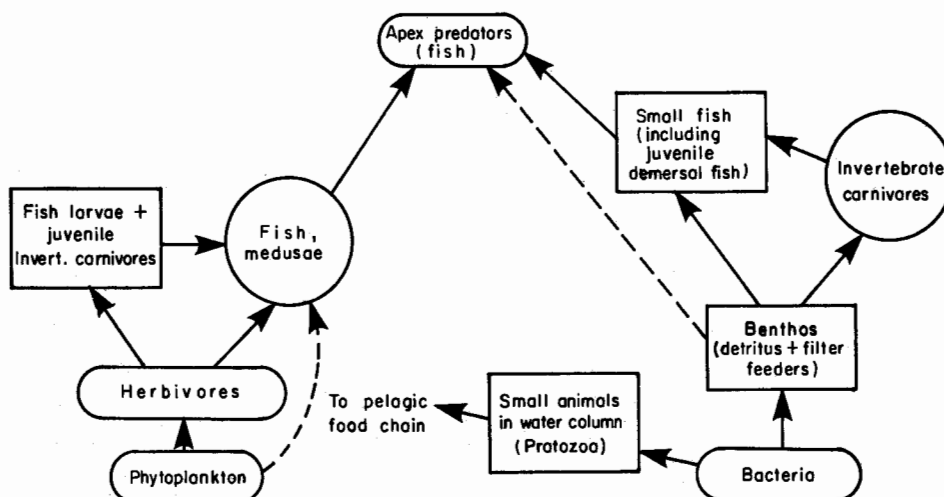 Apex predators
(fish)
Small fish
(including
juvenile
demersal fish)
Invertebrate
carnivores
Fish larvae +
juvenile
Invert. carnivores
Fish,
medusae
Benthos
(detritus + filter
feeders)
Herbivores
To pelagic
food chain
Small animals
in water column
(Protozoa)
Phytoplankton
Bacteria